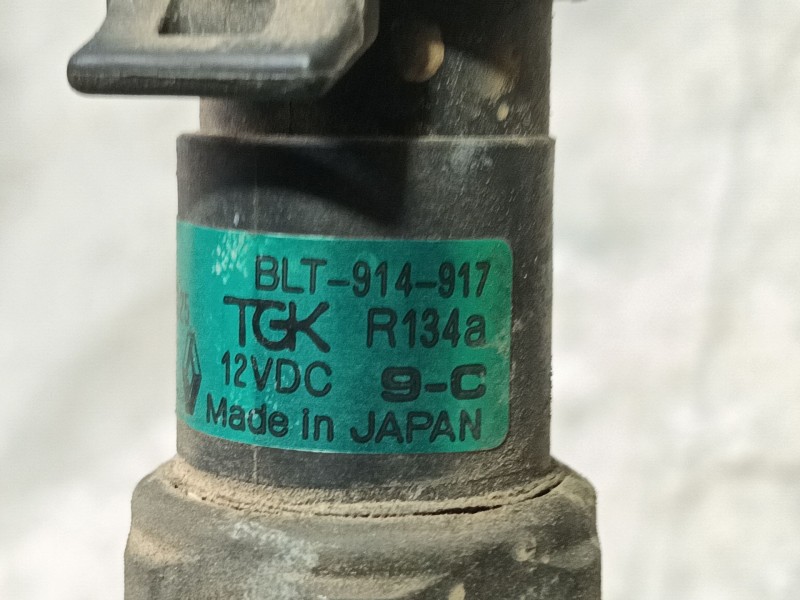 BLT-914-917
TGK R134a
12VDC 9-C
Made in JAPAN